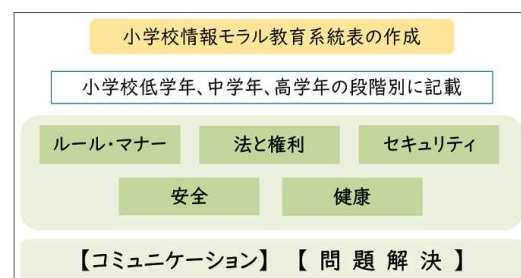 小学校情報モラル教育系統表の作成
小学校低学年、中学年、高学年の段階別に記載
ルール・マナー 法と権利 セキュリティ
安全 健康
【コミュニケーション】 【問題解決】